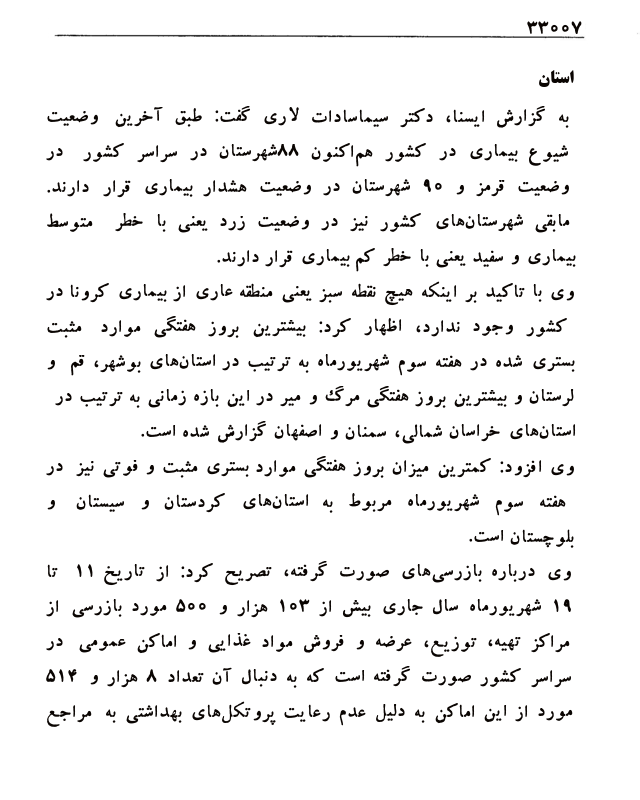 ۳۳۰۰۷
استان
به گزارش ایسنا، دکتر سیماسادات لاری گفت: طبق آخرین وضعیت
شیوع بیماری در کشور هم‌اکنون ۸۸شهرستان در سراسر کشور در
وضعیت قرمز و ۹۰ شهرستان در وضعیت هشدار بیماری قرار دارند.
مابقی شهرستان‌های کشور نیز در وضعیت زرد یعنی با خطر متوسط
بیماری و سفید یعنی با خطر کم بیماری قرار دارند.
وی با تاکید بر اینکه هیچ نقطه سبز یعنی منطقه عاری از بیماری کرونا در
کشور وجود ندارد، اظهار کرد: بیشترین بروز هفتگی موارد مثبت
بستری شده در هفته سوم شهریورماه به ترتیب در استان‌های بوشهر، قم و
لرستان و بیشترین بروز هفتگی مرگ و میر در این بازه زمانی به ترتیب در
استان‌های خراسان شمالی، سمنان و اصفهان گزارش شده است.
وی افزود: کمترین میزان بروز هفتگی موارد بستری مثبت و فوتی نیز در
هفته سوم شهریورماه مربوط به استان‌های کردستان و سیستان و
بلوچستان است.
وی درباره بازرسی‌های صورت گرفته، تصریح کرد: از تاریخ ۱۱ تا
۱۹ شهریورماه سال جاری بیش از ۱۰۳ هزار و ۵۰۰ مورد بازرسی از
مراکز تهیه، توزیع، عرضه و فروش مواد غذایی و اماکن عمومی در
سراسر کشور صورت گرفته است که به دنبال آن تعداد ۸ هزار و ۵۱۴
مورد از این اماکن به دلیل عدم رعایت پروتکل‌های بهداشتی به مراجع